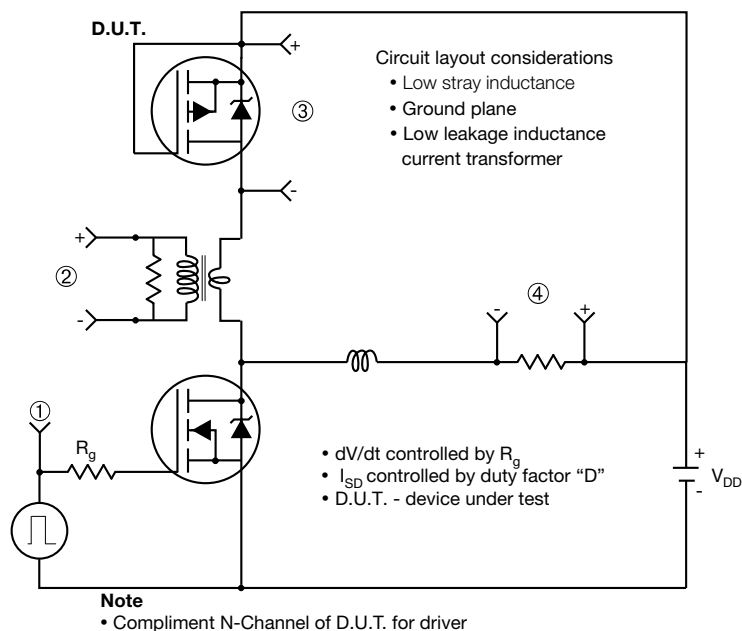 D.U.T.
+
Circuit layout considerations
• Low stray inductance
• Ground plane
• Low leakage inductance
current transformer
③
-
+
②
-
-
④
+
①
Rg
• dV/dt controlled by Rg
• ISD controlled by duty factor “D”
• D.U.T. - device under test
+
VDD
-
Note
• Compliment N-Channel of D.U.T. for driver